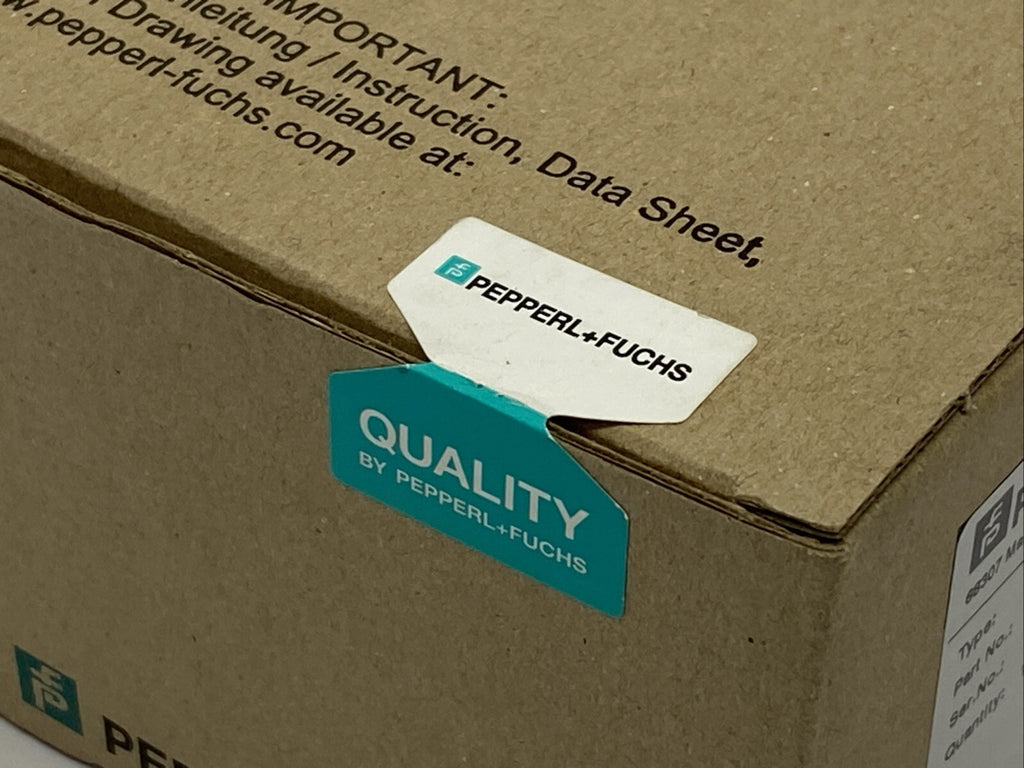 IMPORTANT:
/ Instruction, Data Sheet,
Drawing available at:
pepperl-fuchs.com
PEPPERL+FUCHS
QUALITY
BY PEPPERL+FUCHS
68307
Type:
Part No.:
Ser.No.:
Quantity: